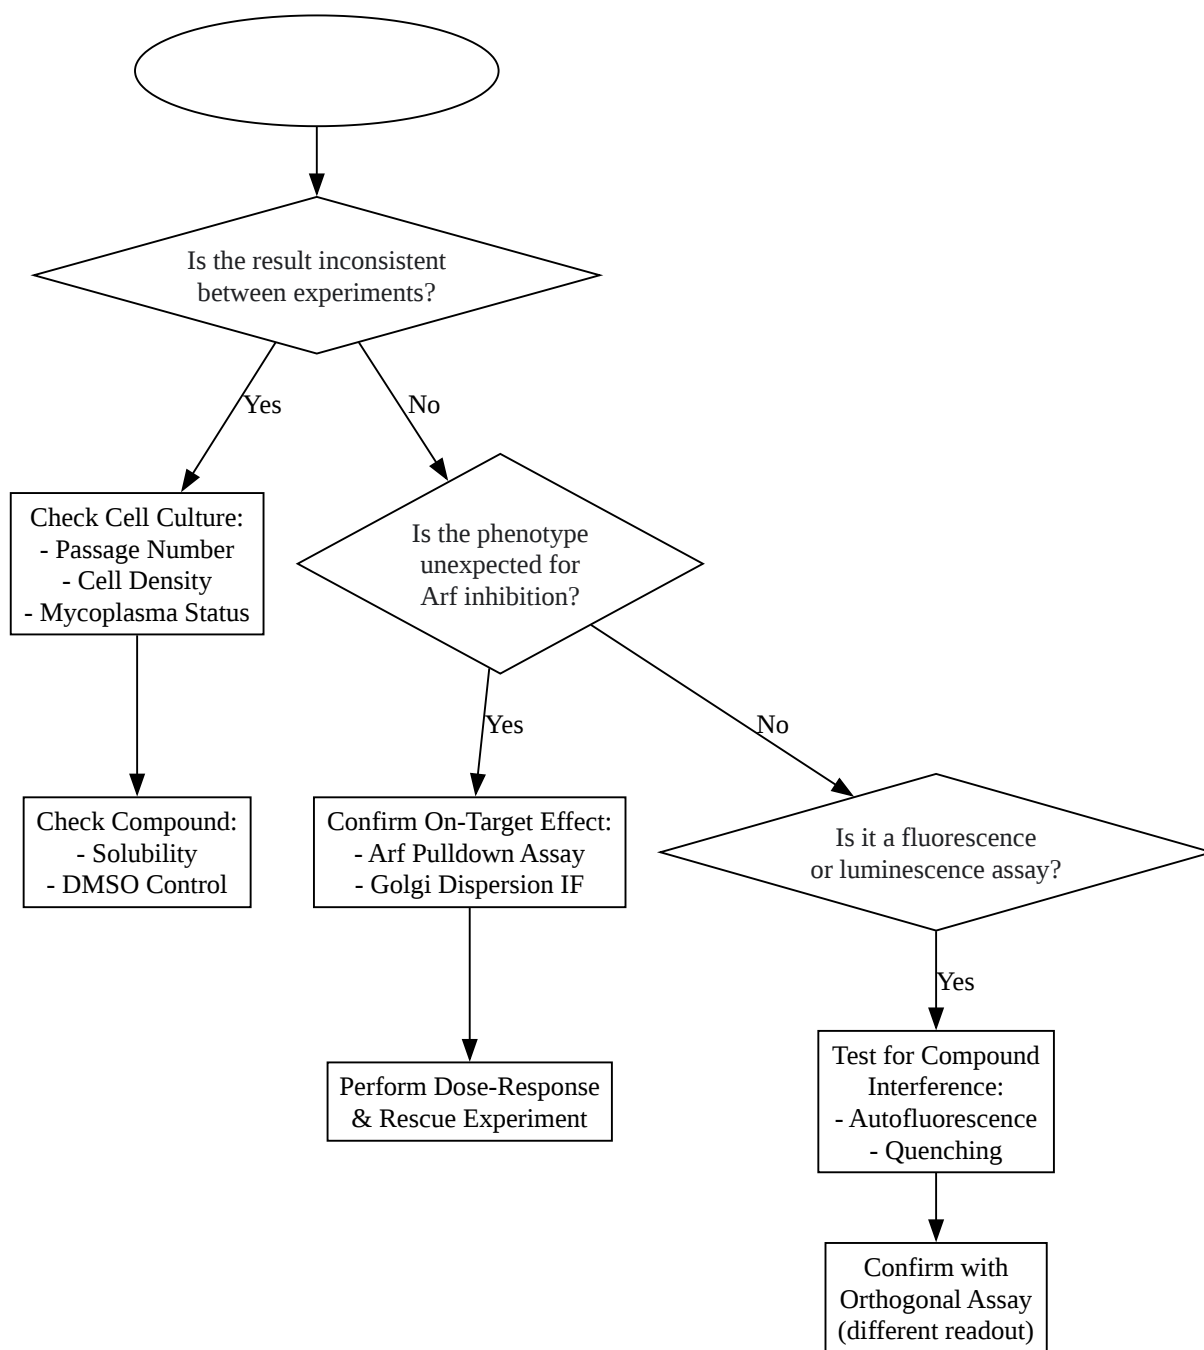 Is the result inconsistent
between experiments?
Yes
No
Check Cell Culture:
- Passage Number
- Cell Density
- Mycoplasma Status
Is the phenotype
unexpected for
Arf inhibition?
Yes
No
Check Compound:
- Solubility
- DMSO Control
Confirm On-Target Effect:
- Arf Pulldown Assay
- Golgi Dispersion IF
Is it a fluorescence
or luminescence assay?
Yes
Perform Dose-Response
& Rescue Experiment
Test for Compound
Interference:
- Autofluorescence
- Quenching
Confirm with
Orthogonal Assay
(different readout)